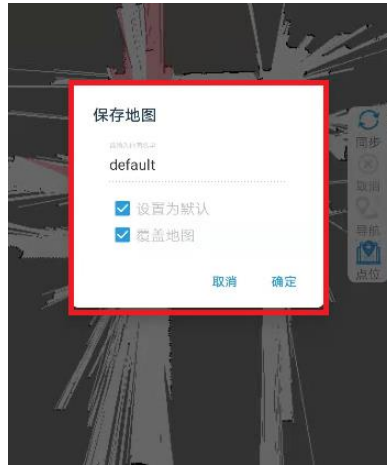 保存地图
default
设置为默认
覆盖地图
取消
确定
同步
取消
导航
点位